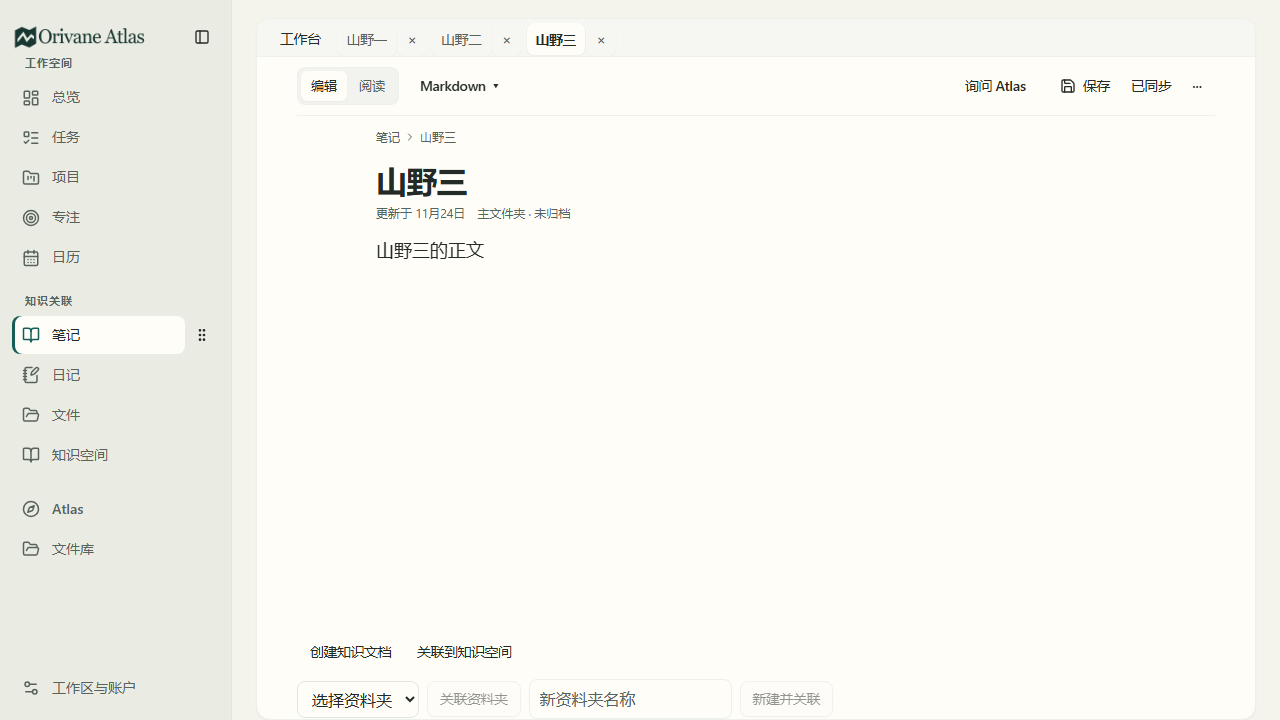 Orivane Atlas
工作空间
总览
任务
项目
专注
日历
知识关联
笔记
日记
文件
知识空间
Atlas
文件库
工作区与账户
工作台 山野一 × 山野二 × 山野三 ×
编辑 阅读 Markdown ▾ 询问 Atlas 保存 已同步 ···
笔记 > 山野三
山野三
更新于 11月24日 主文件夹 · 未归档
山野三的正文
创建知识文档 关联到知识空间
选择资料夹 关联资料夹 新资料夹名称 新建并关联